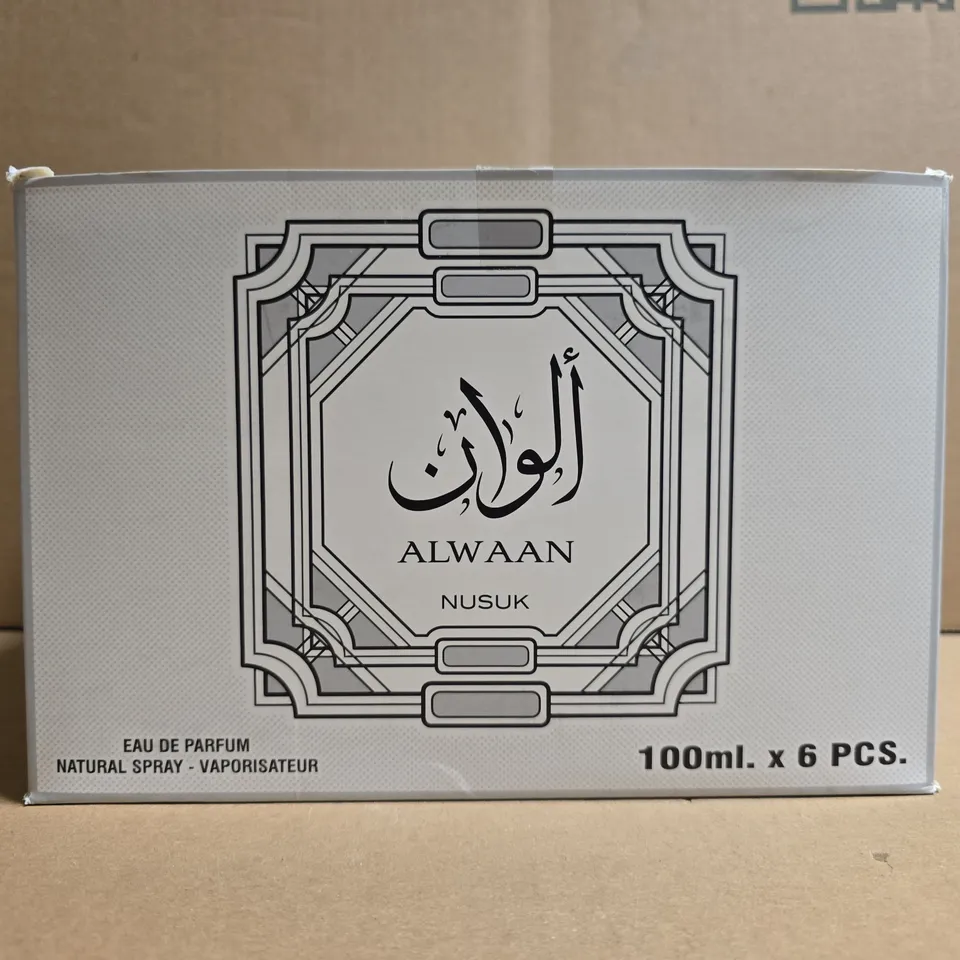 ألوان
ALWAAN
NUSUK
EAU DE PARFUM
NATURAL SPRAY - VAPORISATEUR
100ml. x 6 PCS.